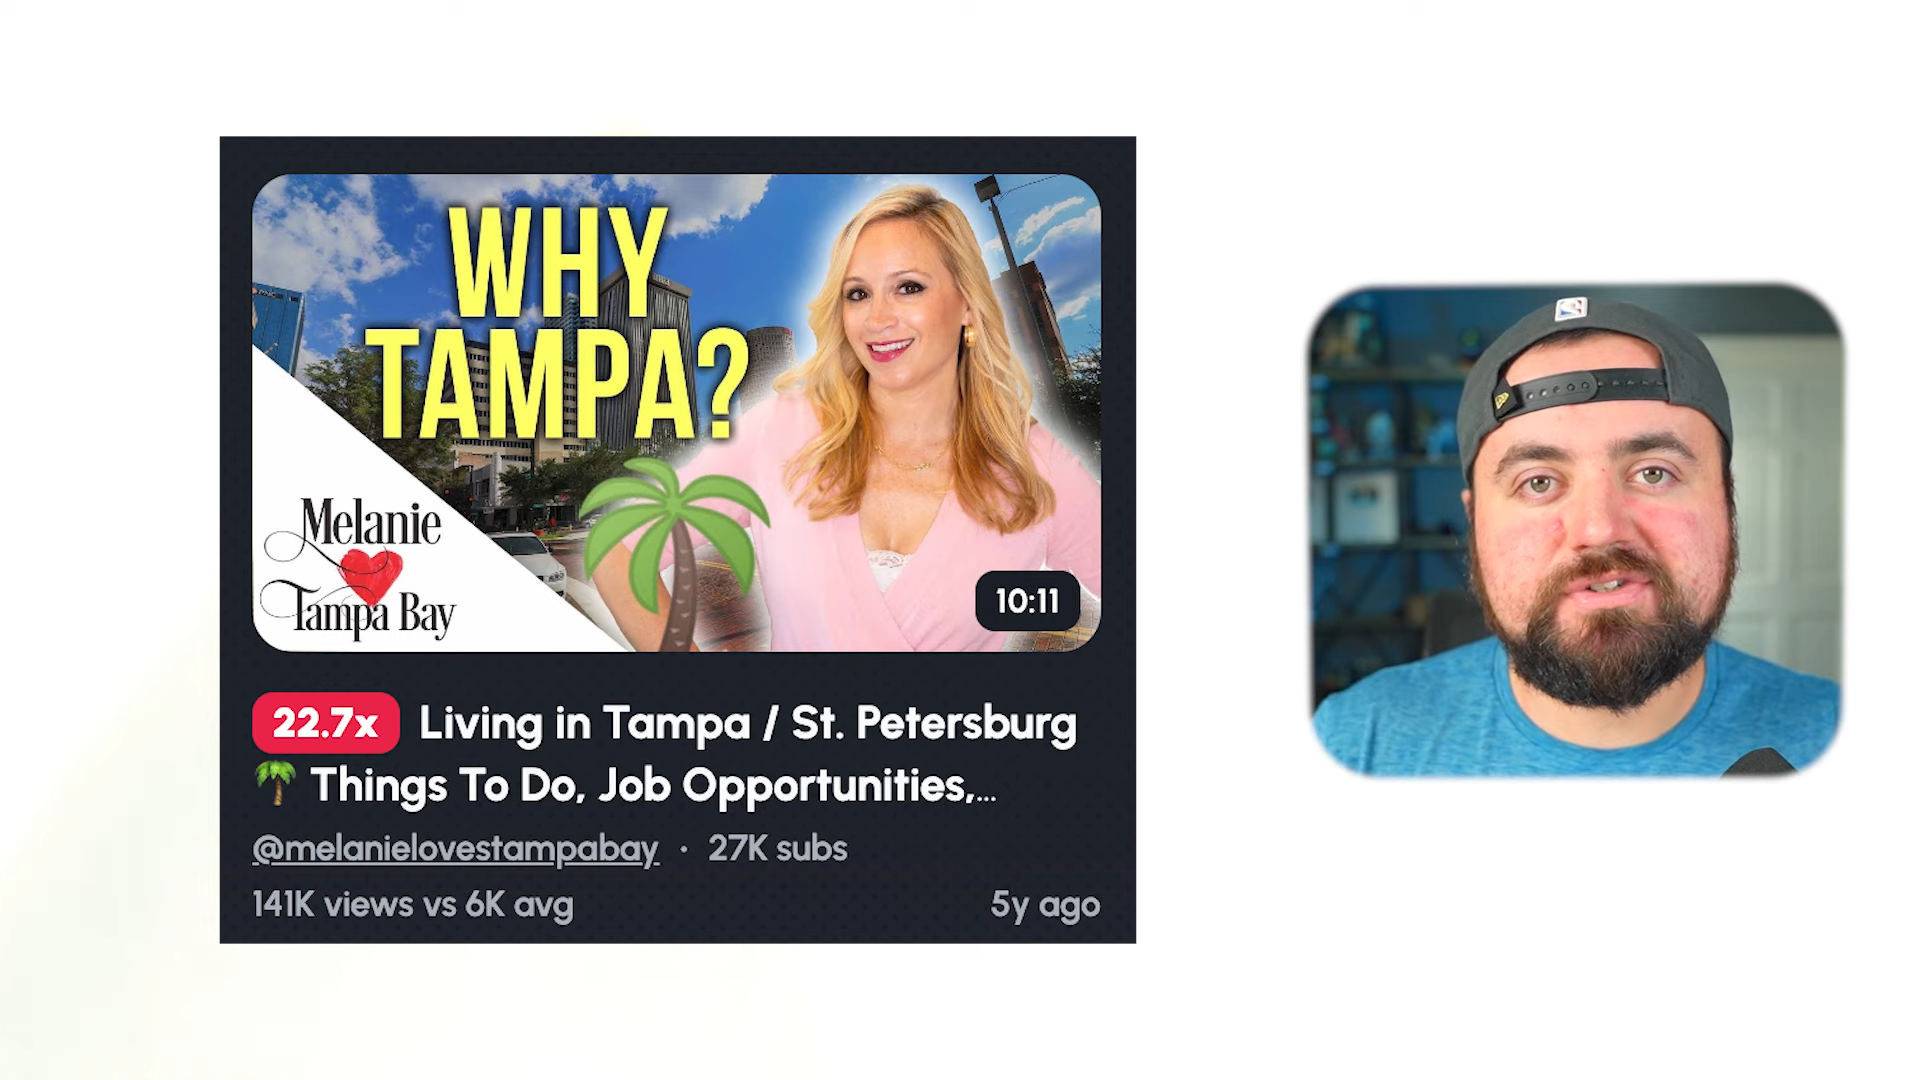 WHY
TAMPA?
Melanie
Tampa Bay
10:11
22.7x Living in Tampa / St. Petersburg
🌴 Things To Do, Job Opportunities,...
@melanielovestampabay · 27K subs
141K views vs 6K avg
5y ago